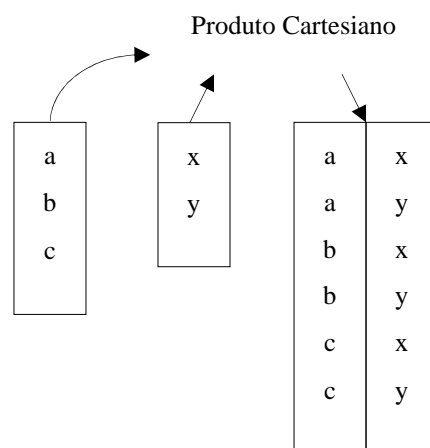 Produto Cartesiano
a x a x
b y a y
c b x
b y
c x
c y